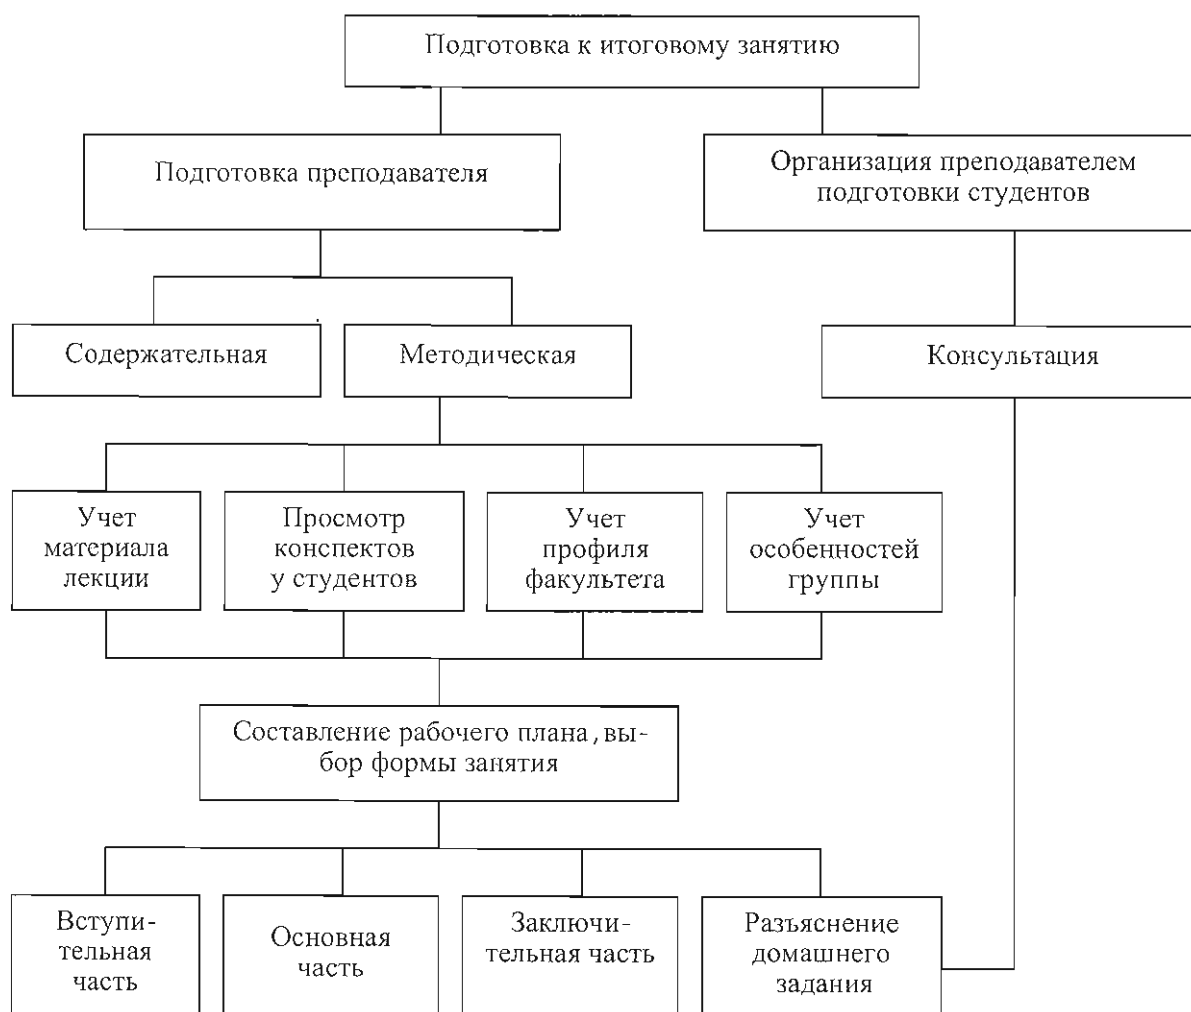 Подготовка к итоговому занятию
Подготовка преподавателя
Организация преподавателем
подготовки студентов
Содержательная
Методическая
Консультация
Учет
материала
лекции
Просмотр
конспектов
у студентов
Учет
профиля
факультета
Учет
особенностей
группы
Составление рабочего плана, вы-
бор формы занятия
Вступи-
тельная
часть
Основная
часть
Заключи-
тельная часть
Разъяснение
домашнего
задания